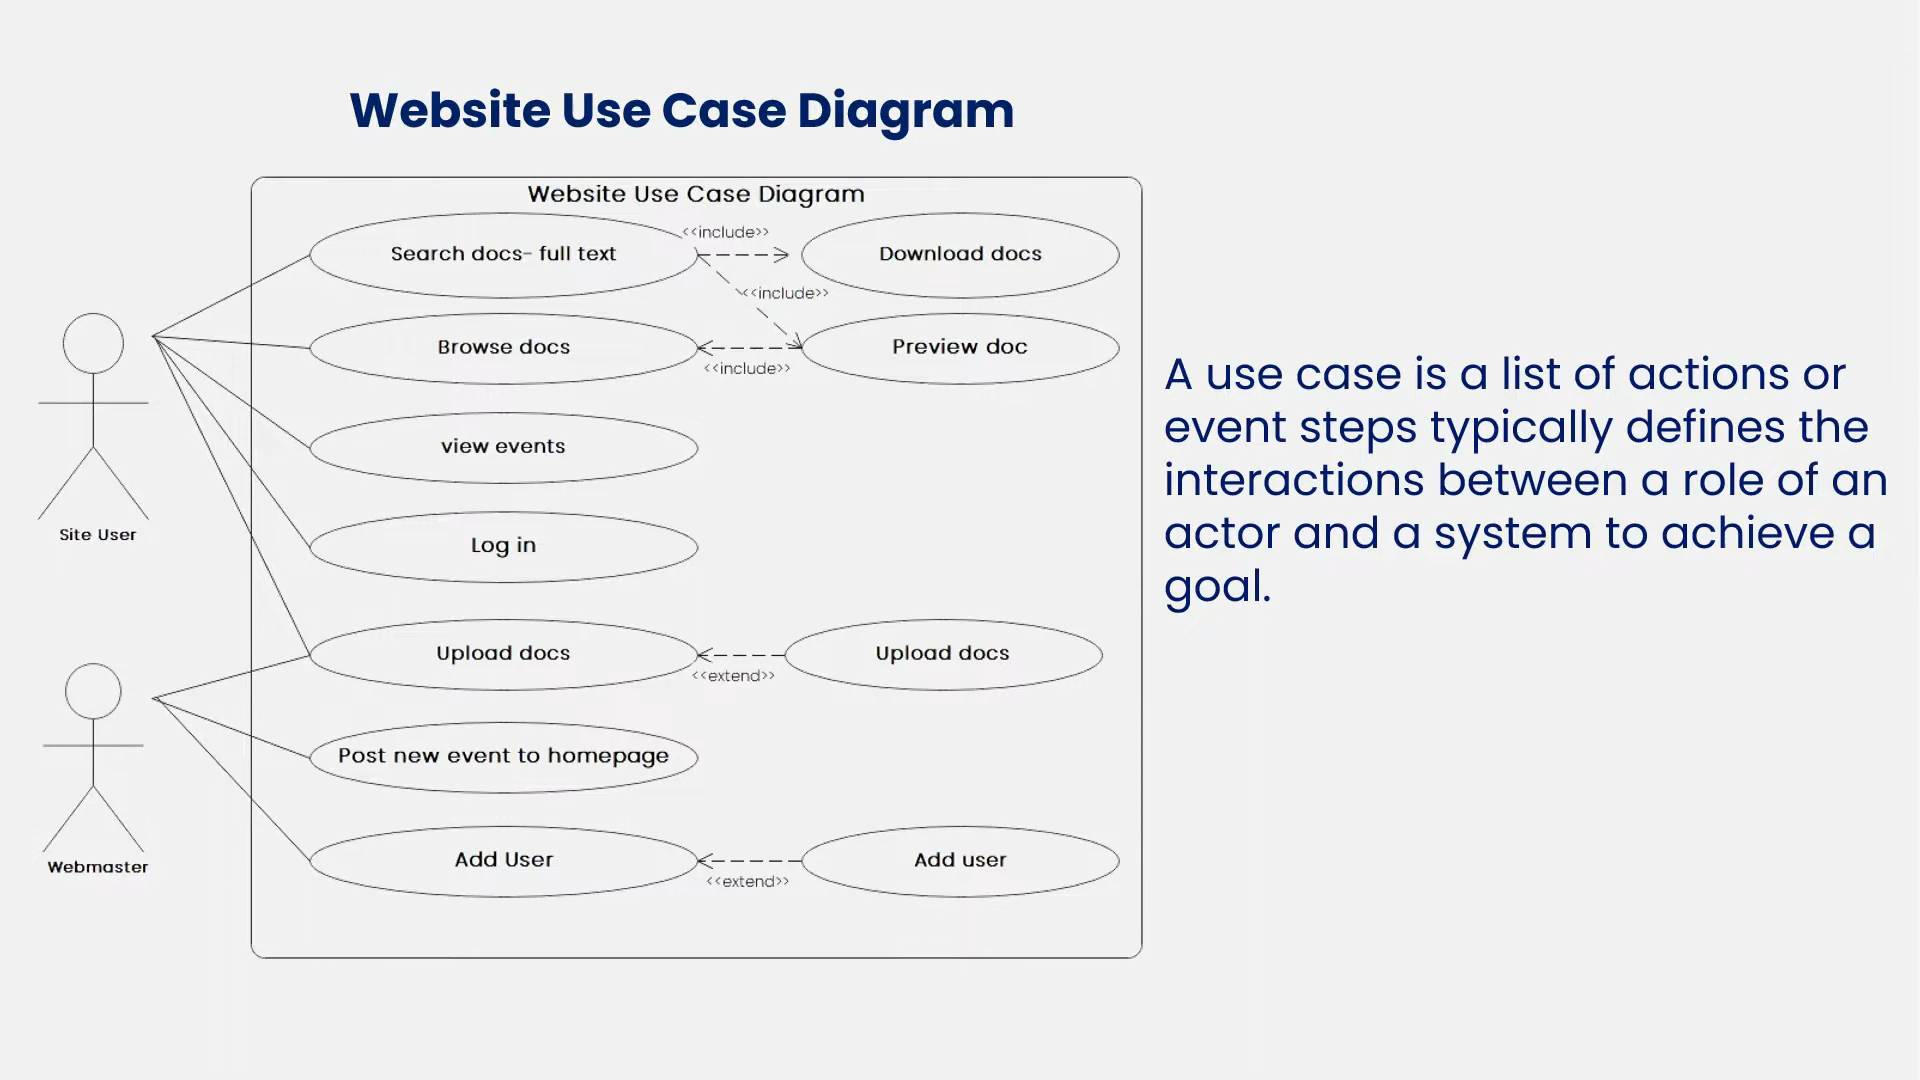 Website Use Case Diagram
Website Use Case Diagram
<<include>>
Search docs- full text
Download docs
<<include>>
Browse docs
Preview doc
<<include>>
view events
Site User
Log in
Upload docs
Upload docs
<<extend>>
Post new event to homepage
Webmaster
Add User
Add user
<<extend>>
A use case is a list of actions or
event steps typically defines the
interactions between a role of an
actor and a system to achieve a
goal.